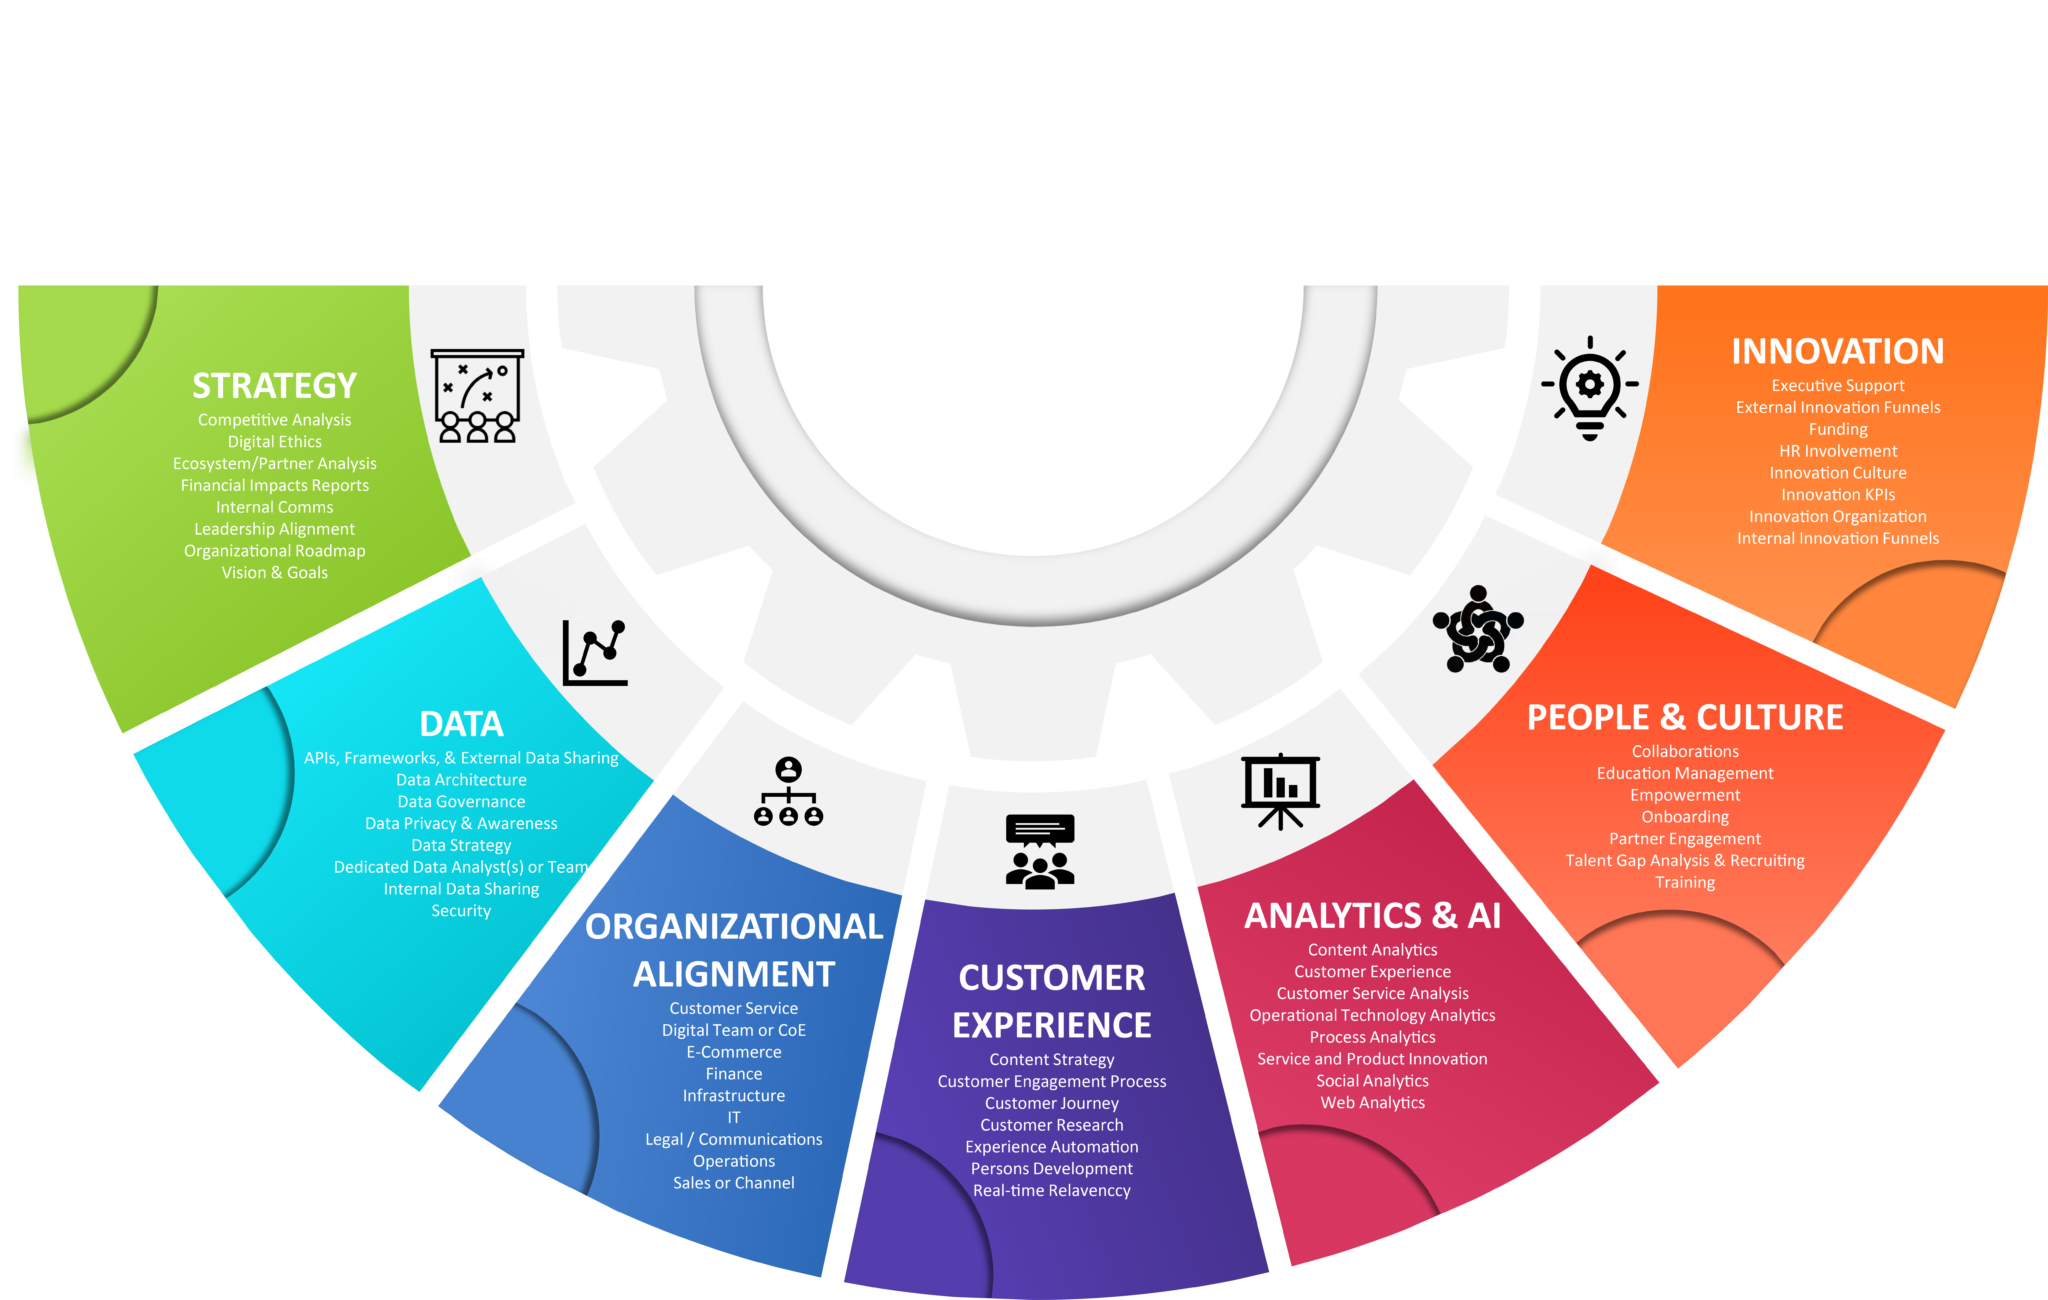 STRATEGY
Competitive Analysis
Digital Ethics
Ecosystem/Partner Analysis
Financial Impacts Reports
Internal Comms
Leadership Alignment
Organizational Roadmap
Vision & Goals
DATA
APIs, Frameworks, & External Data Sharing
Data Architecture
Data Governance
Data Privacy & Awareness
Data Strategy
Dedicated Data Analyst(s) or Team
Internal Data Sharing
Security
ORGANIZATIONAL
ALIGNMENT
Customer Service
Digital Team or CoE
E-Commerce
Finance
Infrastructure
IT
Legal / Communications
Operations
Sales or Channel
CUSTOMER
EXPERIENCE
Content Strategy
Customer Engagement Process
Customer Journey
Customer Research
Experience Automation
Persons Development
Real-time Relavenccy
ANALYTICS & AI
Content Analytics
Customer Experience
Customer Service Analysis
Operational Technology Analytics
Process Analytics
Service and Product Innovation
Social Analytics
Web Analytics
PEOPLE & CULTURE
Collaborations
Education Management
Empowerment
Onboarding
Partner Engagement
Talent Gap Analysis & Recruiting
Training
INNOVATION
Executive Support
External Innovation Funnels
Funding
HR Involvement
Innovation Culture
Innovation KPIs
Innovation Organization
Internal Innovation Funnels